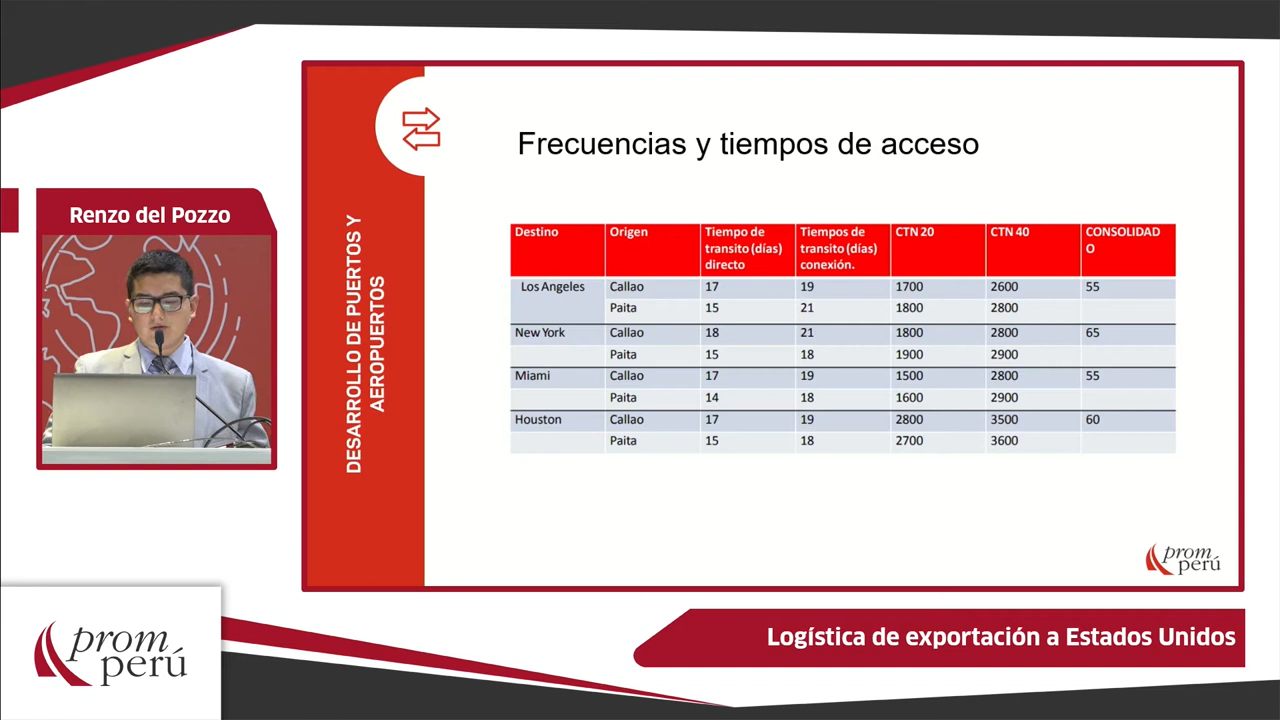 Renzo del Pozzo
DESARROLLO DE PUERTOS Y
AEROPUERTOS
Frecuencias y tiempos de acceso
Destino Origen Tiempo de transito (días) directo Tiempos de transito (días) conexión. CTN 20 CTN 40 CONSOLIDADO
Los Angeles Callao 17 19 1700 2600 55
Paita 15 21 1800 2800
New York Callao 18 21 1800 2800 65
Paita 15 18 1900 2900
Miami Callao 17 19 1500 2800 55
Paita 14 18 1600 2900
Houston Callao 17 19 2800 3500 60
Paita 15 18 2700 3600
prom
perú
Logística de exportación a Estados Unidos
prom
perú